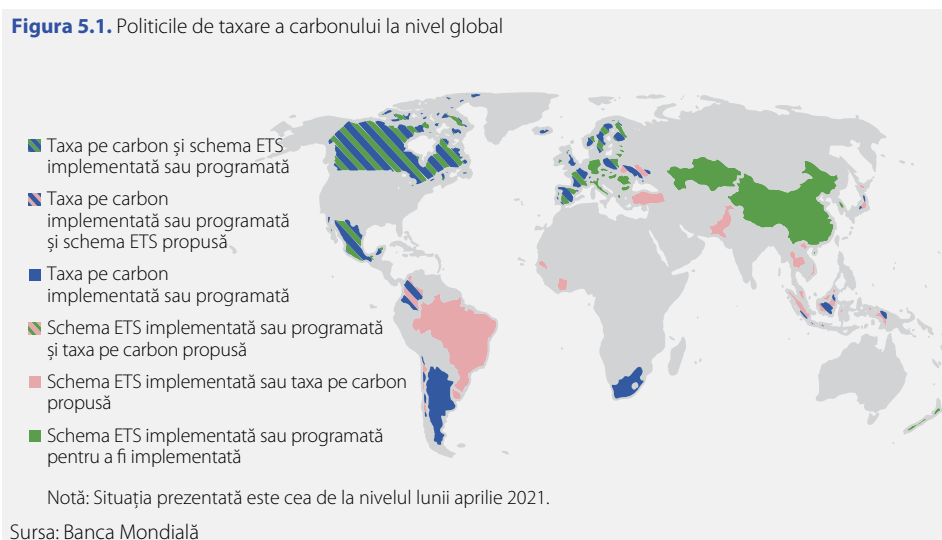 Figura 5.1. Politicile de taxare a carbonului la nivel global
Taxa pe carbon și schema ETS
implementată sau programată
Taxa pe carbon
implementată sau programată
și schema ETS propusă
Taxa pe carbon
implementată sau programată
Schema ETS implementată sau programată
și taxa pe carbon propusă
Schema ETS implementată sau taxa pe carbon
propusă
Schema ETS implementată sau programată
pentru a fi implementată
Notă: Situația prezentată este cea de la nivelul lunii aprilie 2021.
Sursa: Banca Mondială